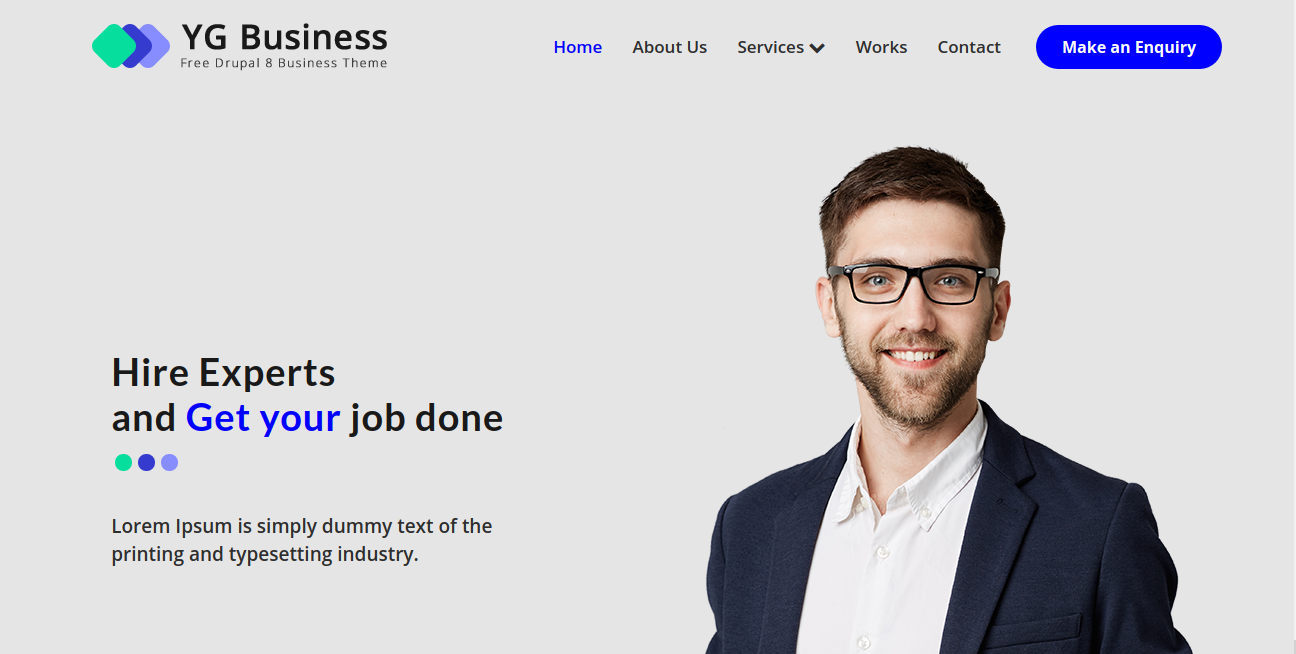 YG Business
Free Drupal 8 Business Theme
Home About Us Services Works Contact Make an Enquiry
Hire Experts
and Get your job done
Lorem Ipsum is simply dummy text of the
printing and typesetting industry.